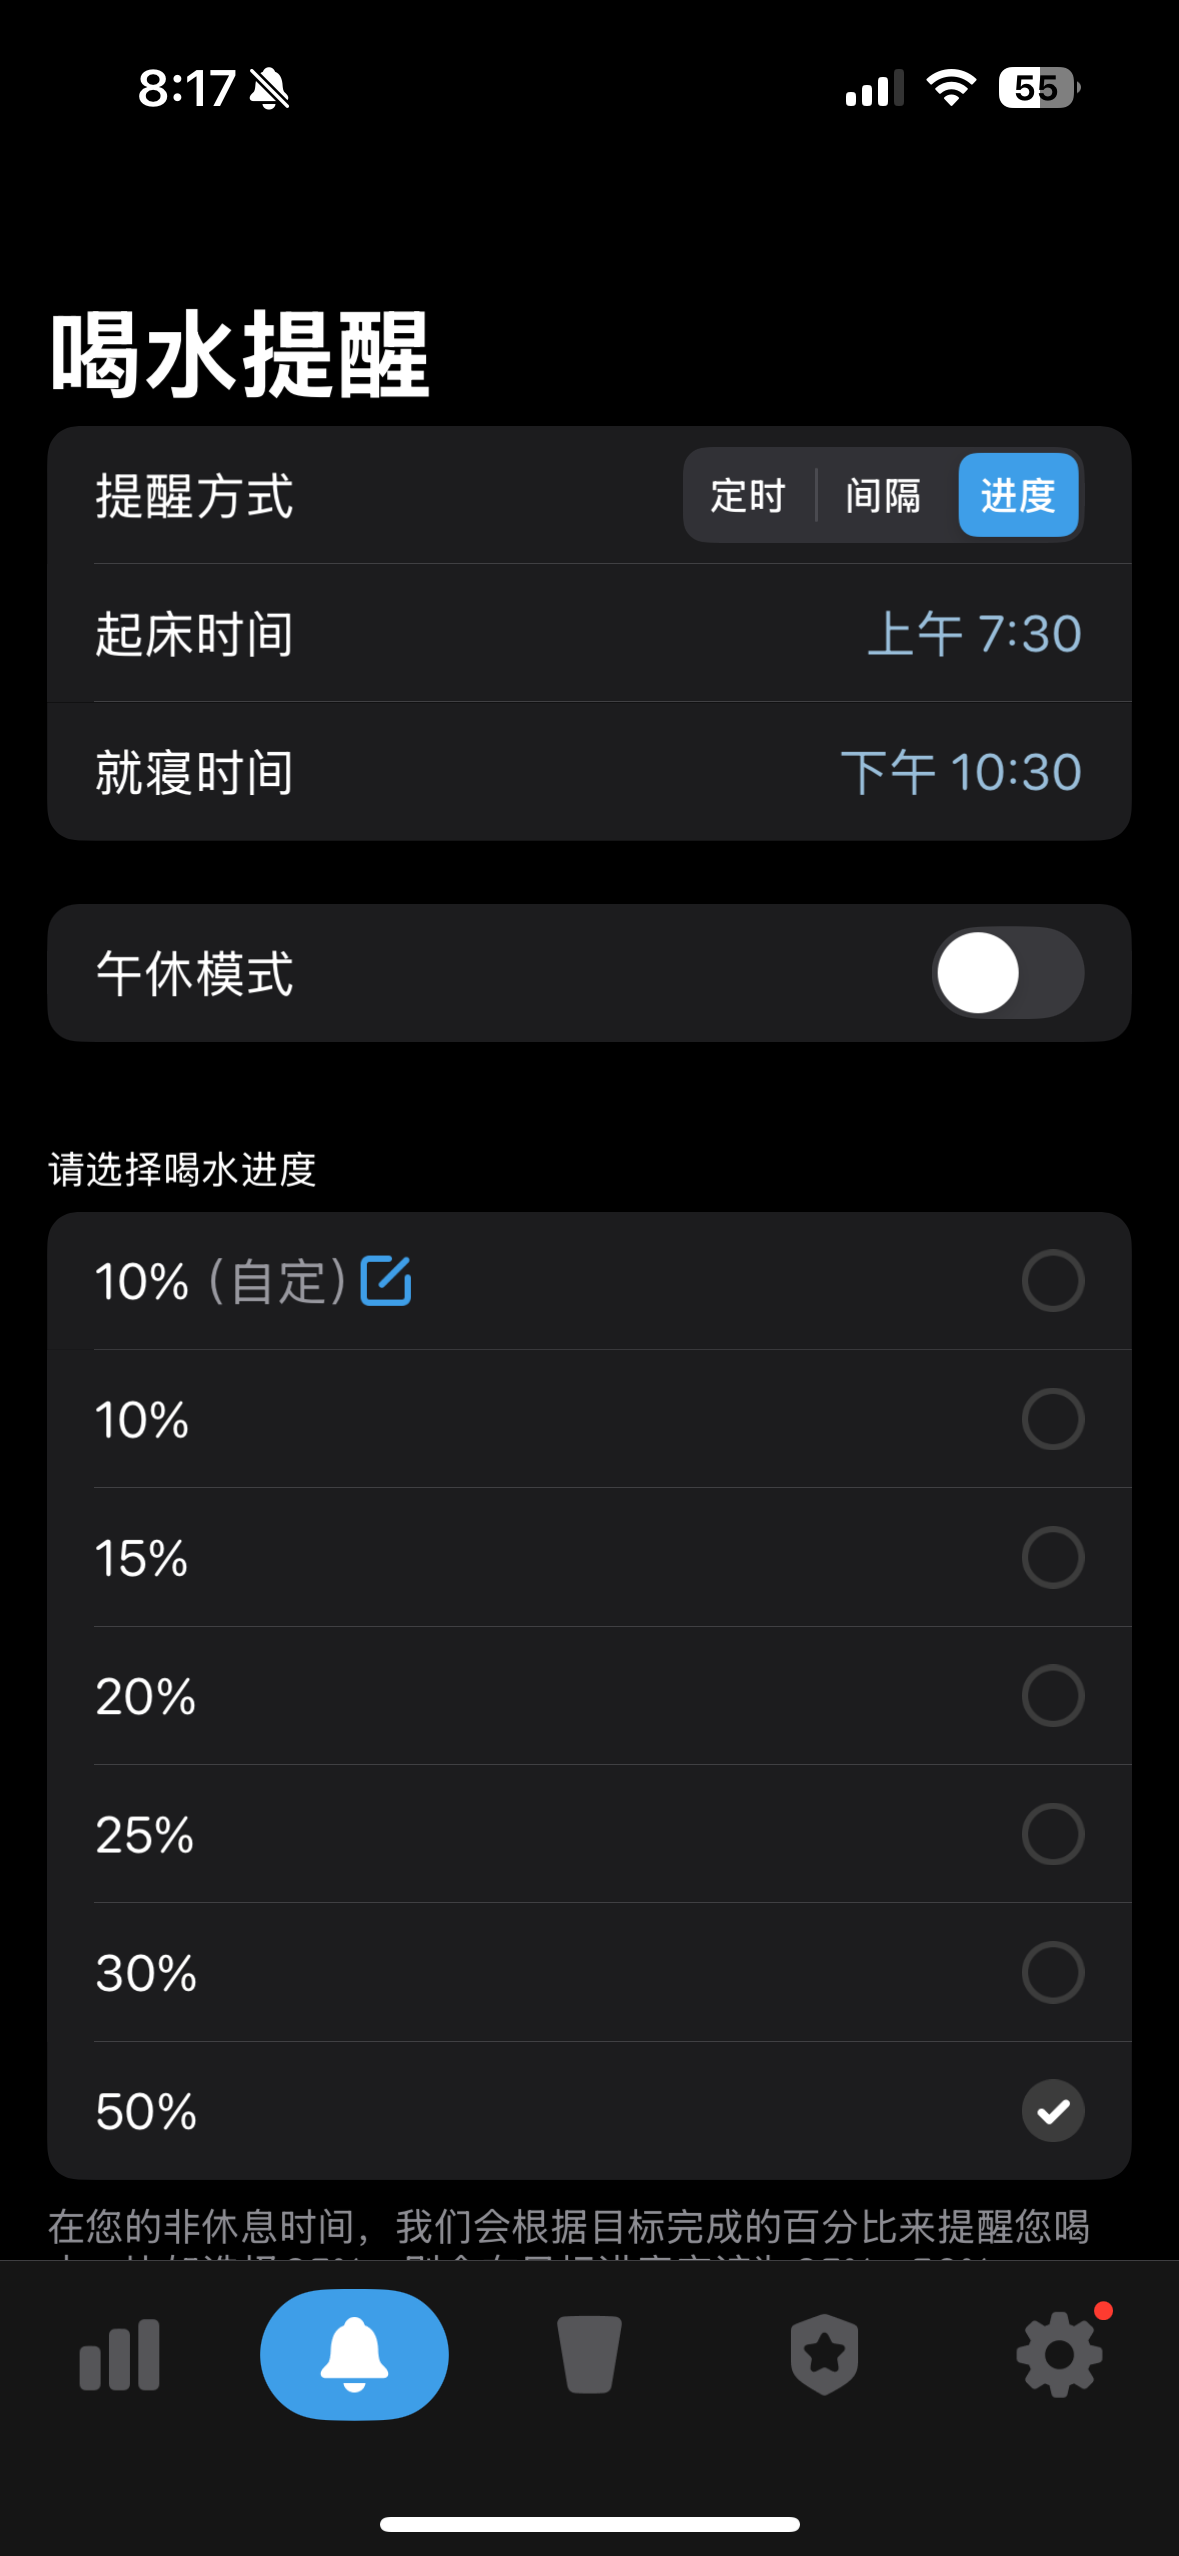 8:17
55
喝水提醒
提醒方式 定时 间隔 进度
起床时间 上午 7:30
就寝时间 下午 10:30
午休模式
请选择喝水进度
10% (自定)
10%
15%
20%
25%
30%
50%
在您的非休息时间，我们会根据目标完成的百分比来提醒您喝